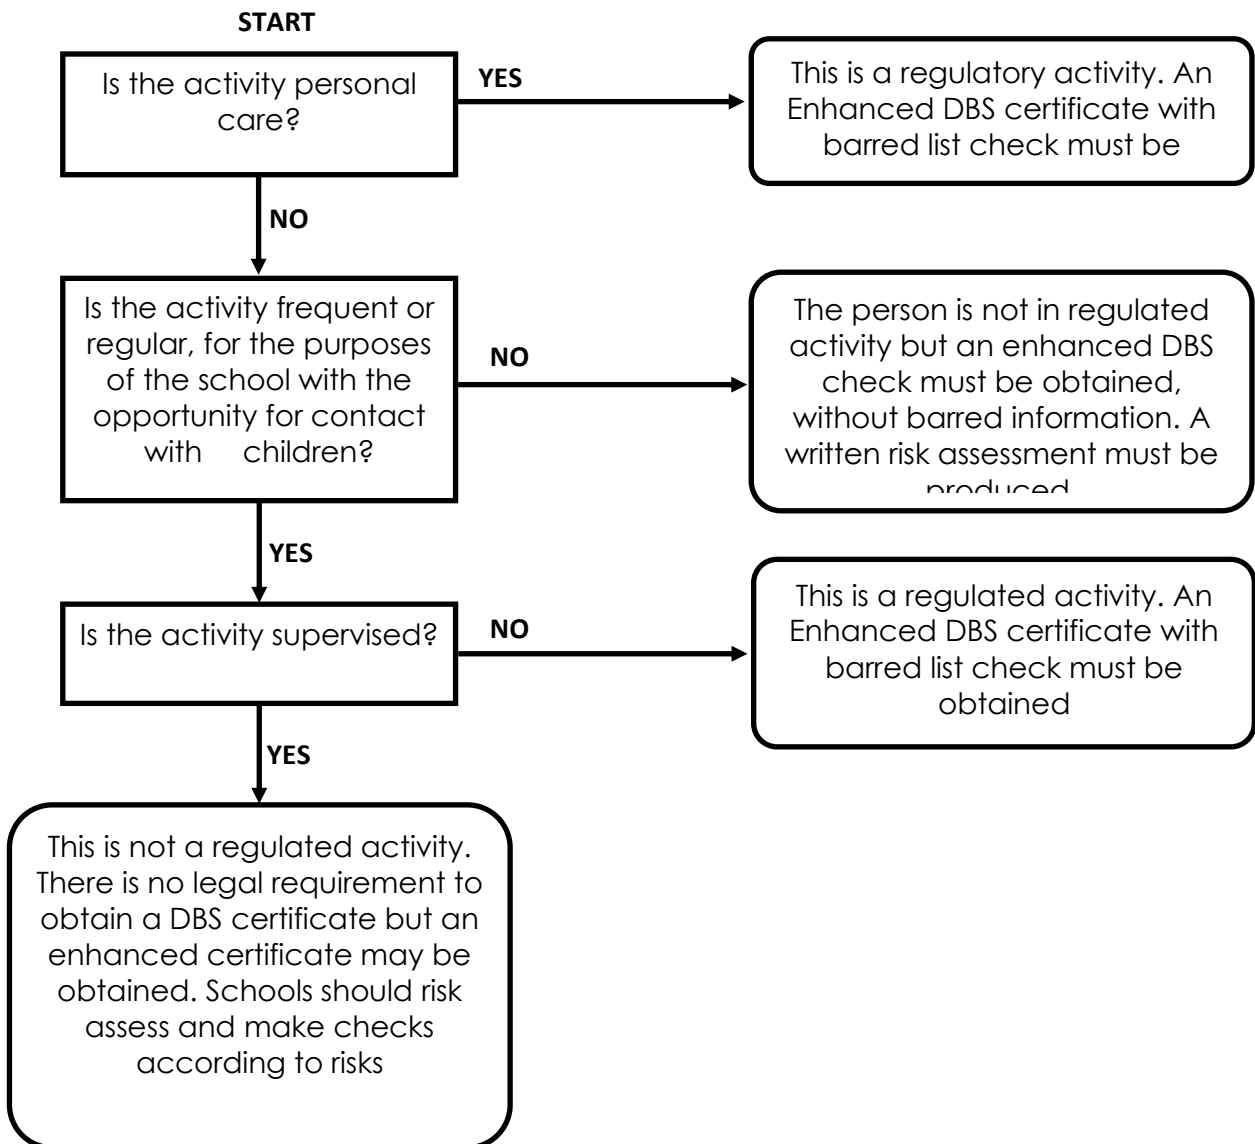 START
Is the activity personal
care?
YES
This is a regulatory activity. An
Enhanced DBS certificate with
barred list check must be
NO
Is the activity frequent or
regular, for the purposes
of the school with the
opportunity for contact
with children?
NO
The person is not in regulated
activity but an enhanced DBS
check must be obtained,
without barred information. A
written risk assessment must be
produced
YES
Is the activity supervised?
NO
This is a regulated activity. An
Enhanced DBS certificate with
barred list check must be
obtained
YES
This is not a regulated activity.
There is no legal requirement to
obtain a DBS certificate but an
enhanced certificate may be
obtained. Schools should risk
assess and make checks
according to risks